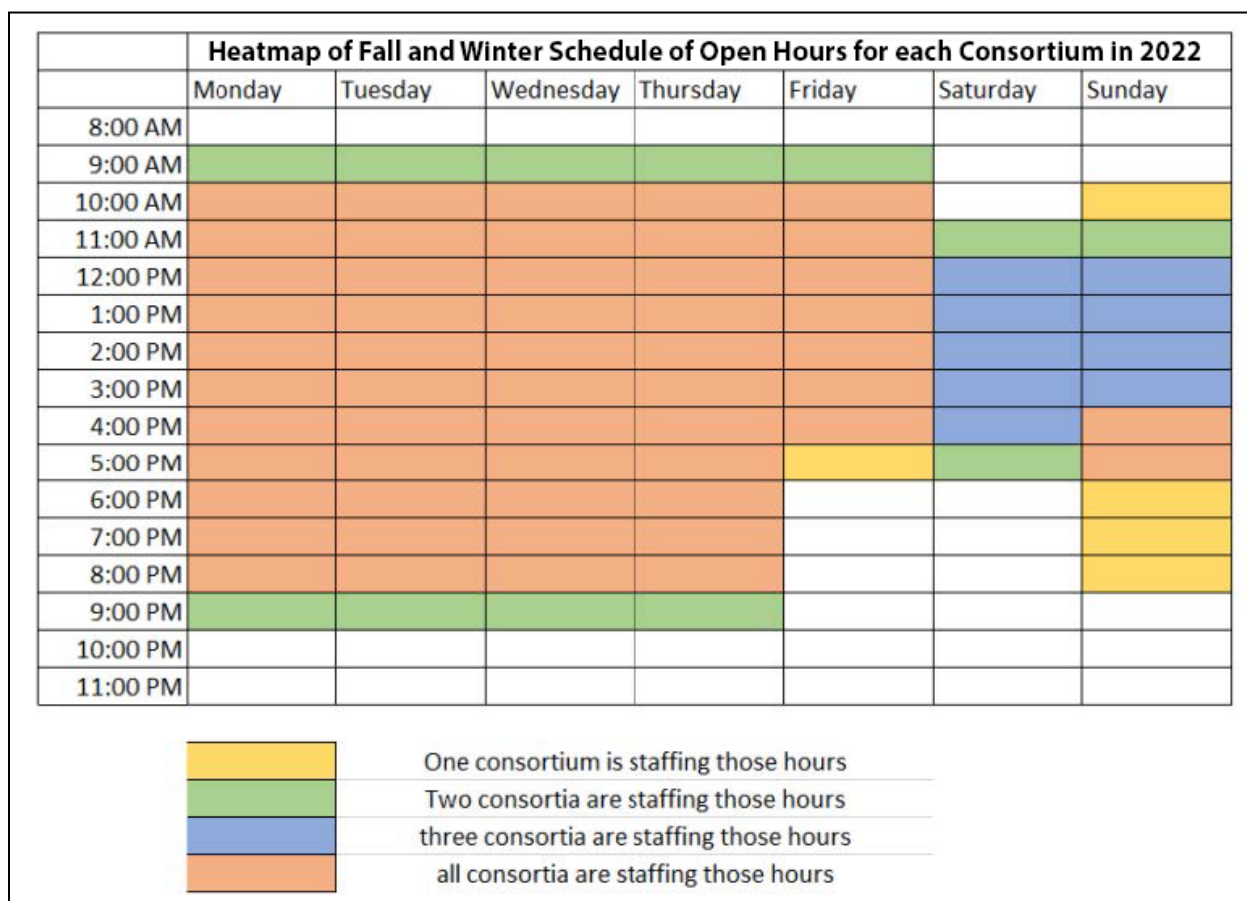 Heatmap of Fall and Winter Schedule of Open Hours for each Consortium in 2022
Monday Tuesday Wednesday Thursday Friday Saturday Sunday
8:00 AM
9:00 AM
10:00 AM
11:00 AM
12:00 PM
1:00 PM
2:00 PM
3:00 PM
4:00 PM
5:00 PM
6:00 PM
7:00 PM
8:00 PM
9:00 PM
10:00 PM
11:00 PM
One consortium is staffing those hours
Two consortia are staffing those hours
three consortia are staffing those hours
all consortia are staffing those hours